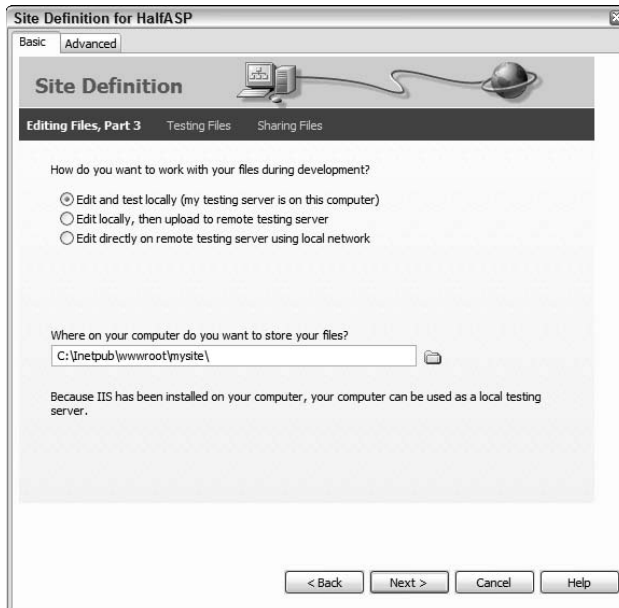 Site Definition for HalfASP
Basic Advanced
Site Definition
Editing Files, Part 3 Testing Files Sharing Files
How do you want to work with your files during development?
Edit and test locally (my testing server is on this computer)
Edit locally, then upload to remote testing server
Edit directly on remote testing server using local network
Where on your computer do you want to store your files?
C:\Inetpub\wwwroot\mysite\
Because IIS has been installed on your computer, your computer can be used as a local testing
server.
< Back Next > Cancel Help